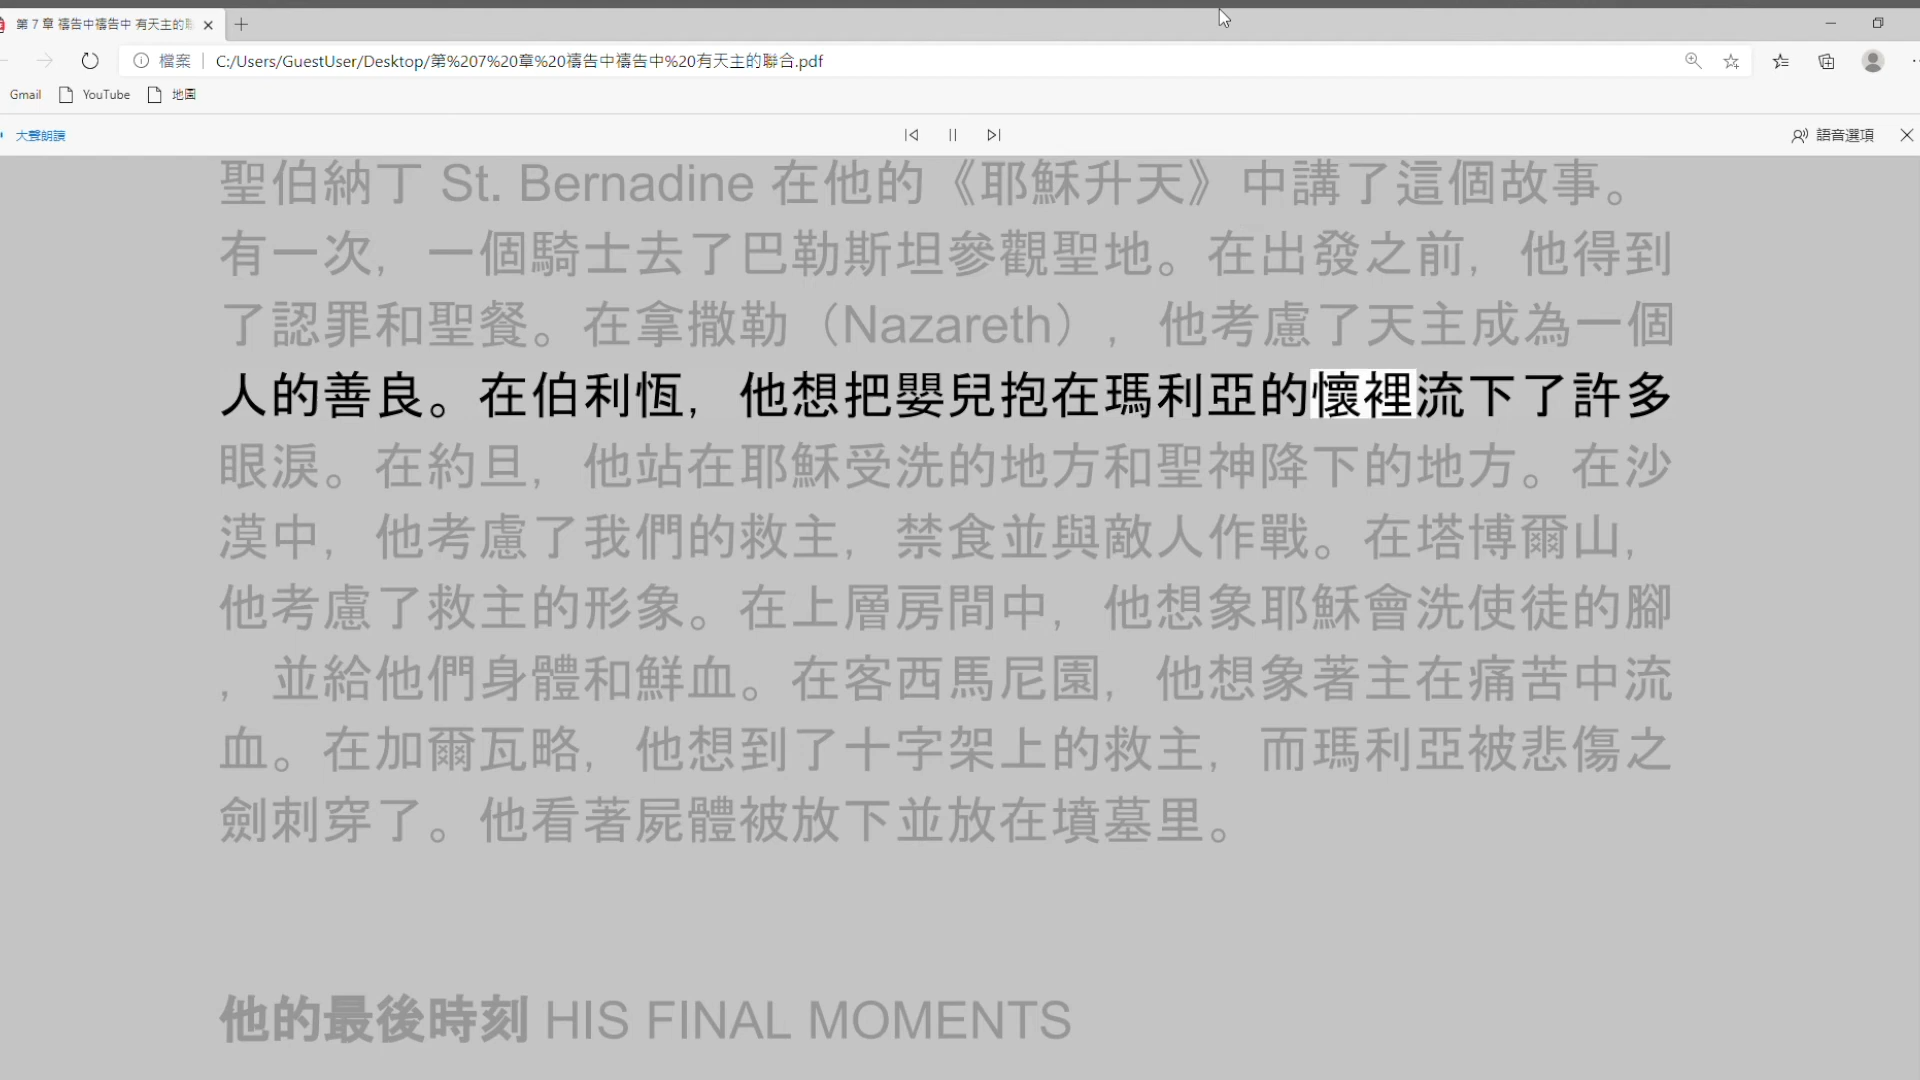 第 7 章 禱告中禱告中 有天主的
檔案
C:/Users/GuestUser/Desktop/第%207%20章%20禱告中禱告中%20有天主的聯合.pdf
Gmail
YouTube
地圖
大聲朗讀
語音選項
聖伯納丁 St. Bernadine 在他的《耶穌升天》中講了這個故事。
有一次，一個騎士去了巴勒斯坦參觀聖地。在出發之前，他得到
了認罪和聖餐。在拿撒勒（Nazareth），他考慮了天主成為一個
人的善良。在伯利恆，他想把嬰兒抱在瑪利亞的懷裡流下了許多
眼淚。在約旦，他站在耶穌受洗的地方和聖神降下的地方。在沙
漠中，他考慮了我們的救主，禁食並與敵人作戰。在塔博爾山，
他考慮了救主的形象。在上層房間中，他想象耶穌會洗使徒的腳
，並給他們身體和鮮血。在客西馬尼園，他想象著主在痛苦中流
血。在加爾瓦略，他想到了十字架上的救主，而瑪利亞被悲傷之
劍刺穿了。他看著屍體被放下並放在墳墓里。
他的最後時刻 HIS FINAL MOMENTS